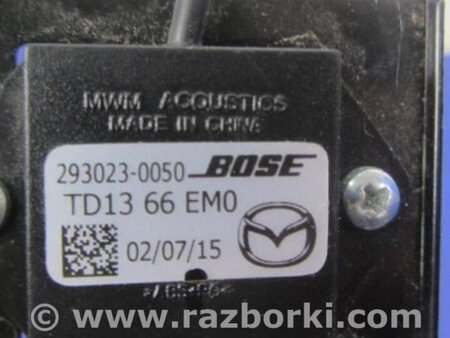 MWM ACOUSTICS
MADE IN CHINA
293023-0050 BOSE
TD13 66 EM0
02/07/15
www.razborki.com